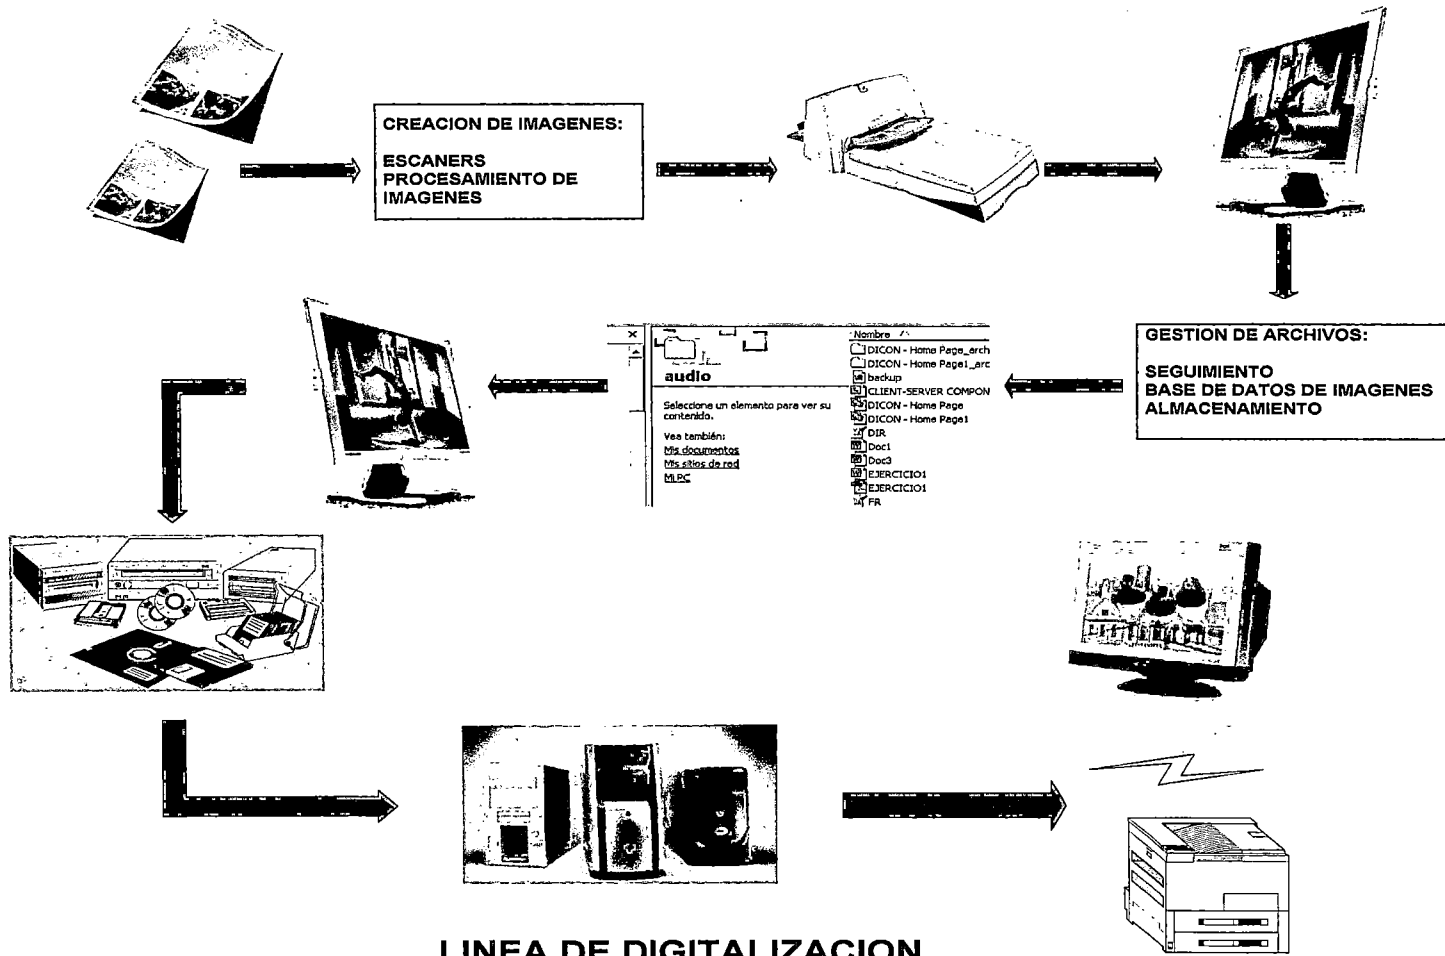 CREACION DE IMAGENES:
ESCANERS
PROCESAMIENTO DE
IMAGENES
GESTION DE ARCHIVOS:
SEGUIMIENTO
BASE DE DATOS DE IMAGENES
ALMACENAMIENTO
audio
Seleccione un elemento para ver su
contenido.
Vea también:
Mis documentos
Mis sitios de red
Mi PC
Nombre
DICON - Home Page_arch
DICON - Home Page1_arc
backup
CLIENT-SERVER COMPON
DICON - Home Page
DICON - Home Page1
DIR
Doc1
Doc3
EJERCICIO1
EJERCICIO1
FR
LINEA DE DIGITALIZACION